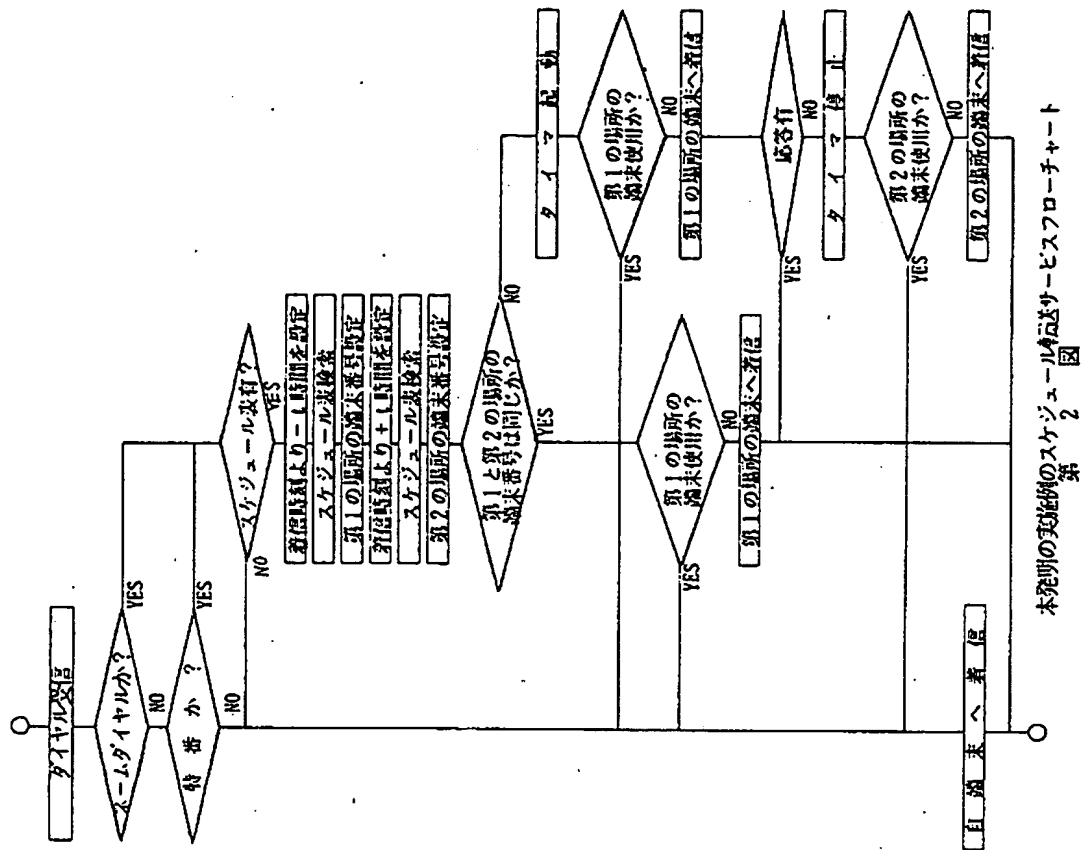 ダイヤル受信
ネームダイヤルか?
YES
NO
特番か?
YES
NO
スケジュール表有?
NO
YES
着信時刻より-t時間を設定
スケジュール表検索
第1の場所の端末番号設定
着信時刻より+t時間を設定
スケジュール表検索
第2の場所の端末番号設定
第1と第2の場所の
端末番号は同じか?
NO
YES
第1の場所の
端末使用か?
YES
NO
第1の場所の端末へ着信
タイマ起動
第1の場所の
端末使用か?
YES
NO
第1の場所の端末へ着信
応答有
YES
NO
タイマ停止
第2の場所の
端末使用か?
YES
NO
第2の場所の端末へ着信
自端末へ着信
本発明の実施例のスケジュール転送サービスフローチャート
第2図